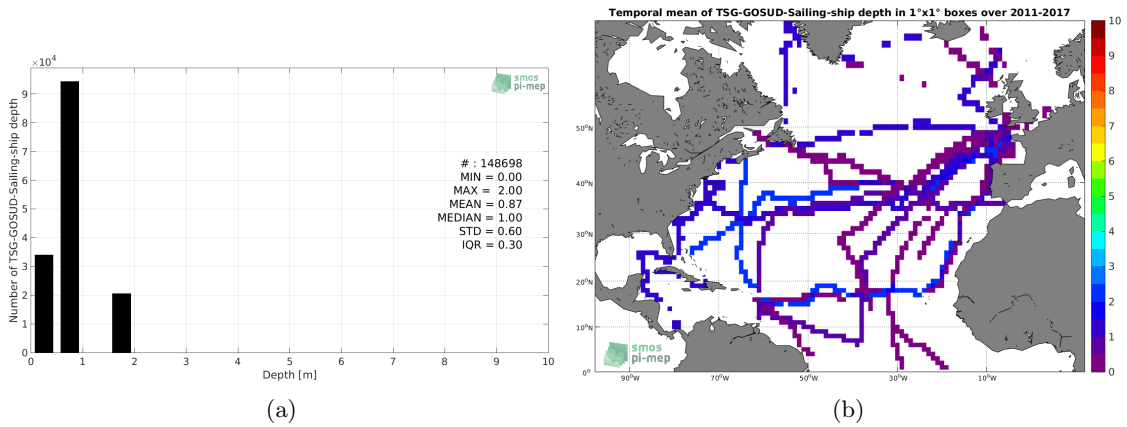 Temporal mean of TSG-GOSUD-Sailing-ship depth in 1°x1° boxes over 2011-2017
×10⁴
smos
pi-mep
# : 148698
MIN = 0.00
MAX = 2.00
MEAN = 0.87
MEDIAN = 1.00
STD = 0.60
IQR = 0.30
Number of TSG-GOSUD-Sailing-ship depth
9
8
7
6
5
4
3
2
1
0
0 1 2 3 4 5 6 7 8 9 10
Depth [m]
(a)
50°N
40°N
30°N
20°N
10°N
0°
90°W 70°W 50°W 30°W 10°W
smos
pi-mep
10
9
8
7
6
5
4
3
2
1
0
(b)